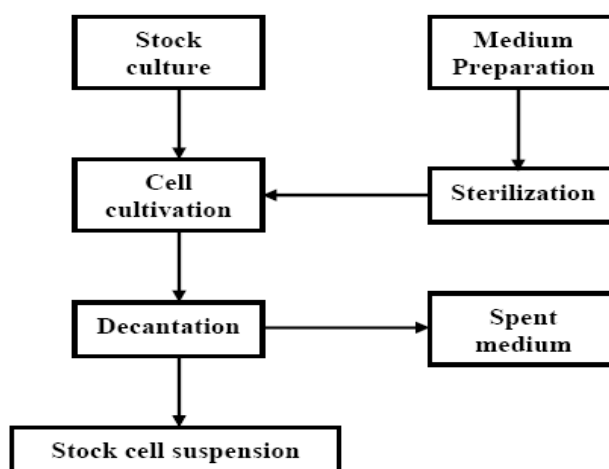 Stock
culture
Medium
Preparation
Cell
cultivation
Sterilization
Decantation
Spent
medium
Stock cell suspension